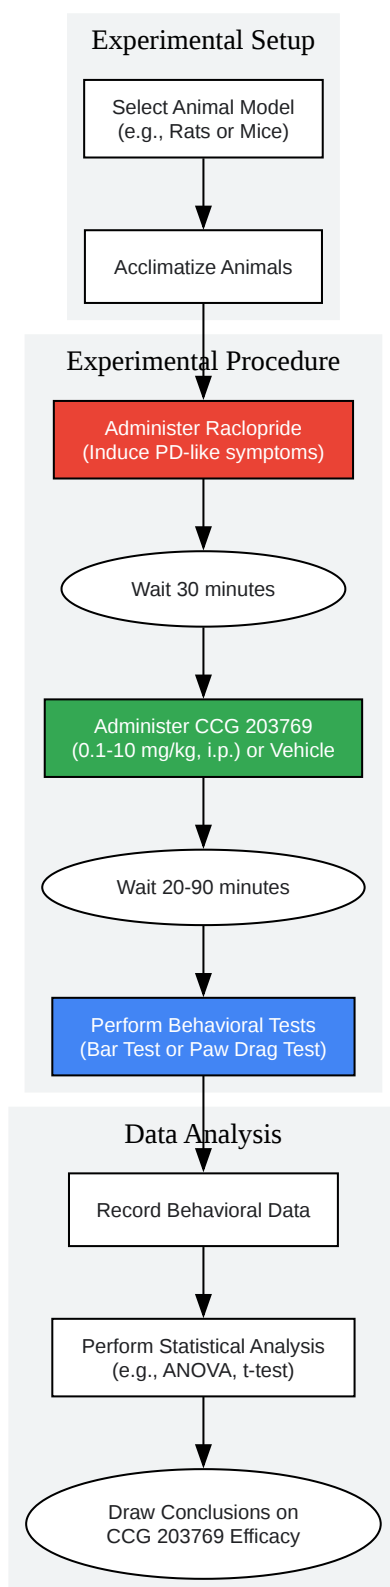 Experimental Setup
Select Animal Model
(e.g., Rats or Mice)
Acclimatize Animals
Experimental Procedure
Administer Raclopride
(Induce PD-like symptoms)
Wait 30 minutes
Administer CCG 203769
(0.1-10 mg/kg, i.p.) or Vehicle
Wait 20-90 minutes
Perform Behavioral Tests
(Bar Test or Paw Drag Test)
Data Analysis
Record Behavioral Data
Perform Statistical Analysis
(e.g., ANOVA, t-test)
Draw Conclusions on
CCG 203769 Efficacy